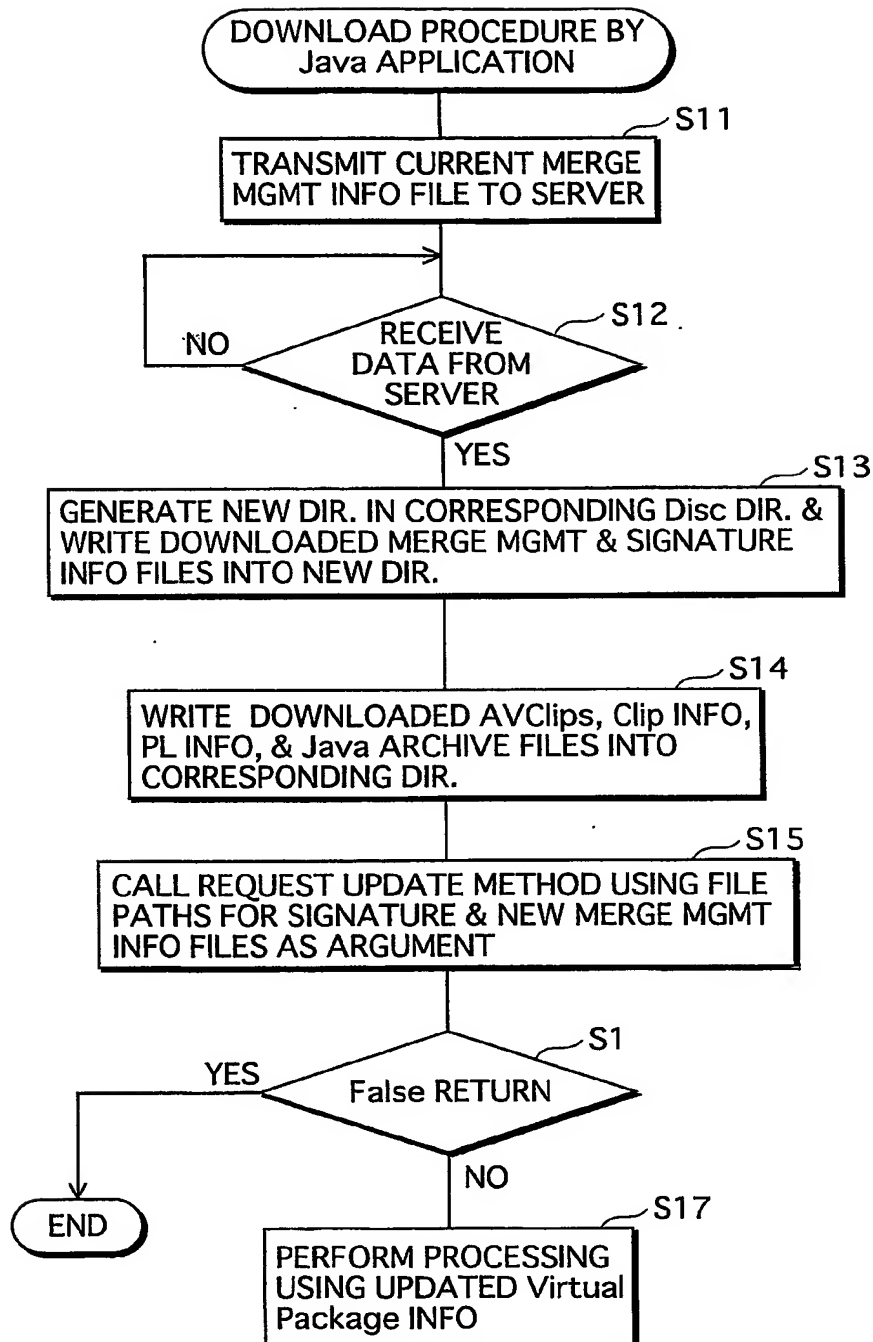 DOWNLOAD PROCEDURE BY
Java APPLICATION
S11
TRANSMIT CURRENT MERGE
MGMT INFO FILE TO SERVER
S12
NO
RECEIVE
DATA FROM
SERVER
YES
S13
GENERATE NEW DIR. IN CORRESPONDING Disc DIR. &
WRITE DOWNLOADED MERGE MGMT & SIGNATURE
INFO FILES INTO NEW DIR.
S14
WRITE DOWNLOADED AVClips, Clip INFO,
PL INFO, & Java ARCHIVE FILES INTO
CORRESPONDING DIR.
S15
CALL REQUEST UPDATE METHOD USING FILE
PATHS FOR SIGNATURE & NEW MERGE MGMT
INFO FILES AS ARGUMENT
S1
YES
False RETURN
NO
END
S17
PERFORM PROCESSING
USING UPDATED Virtual
Package INFO